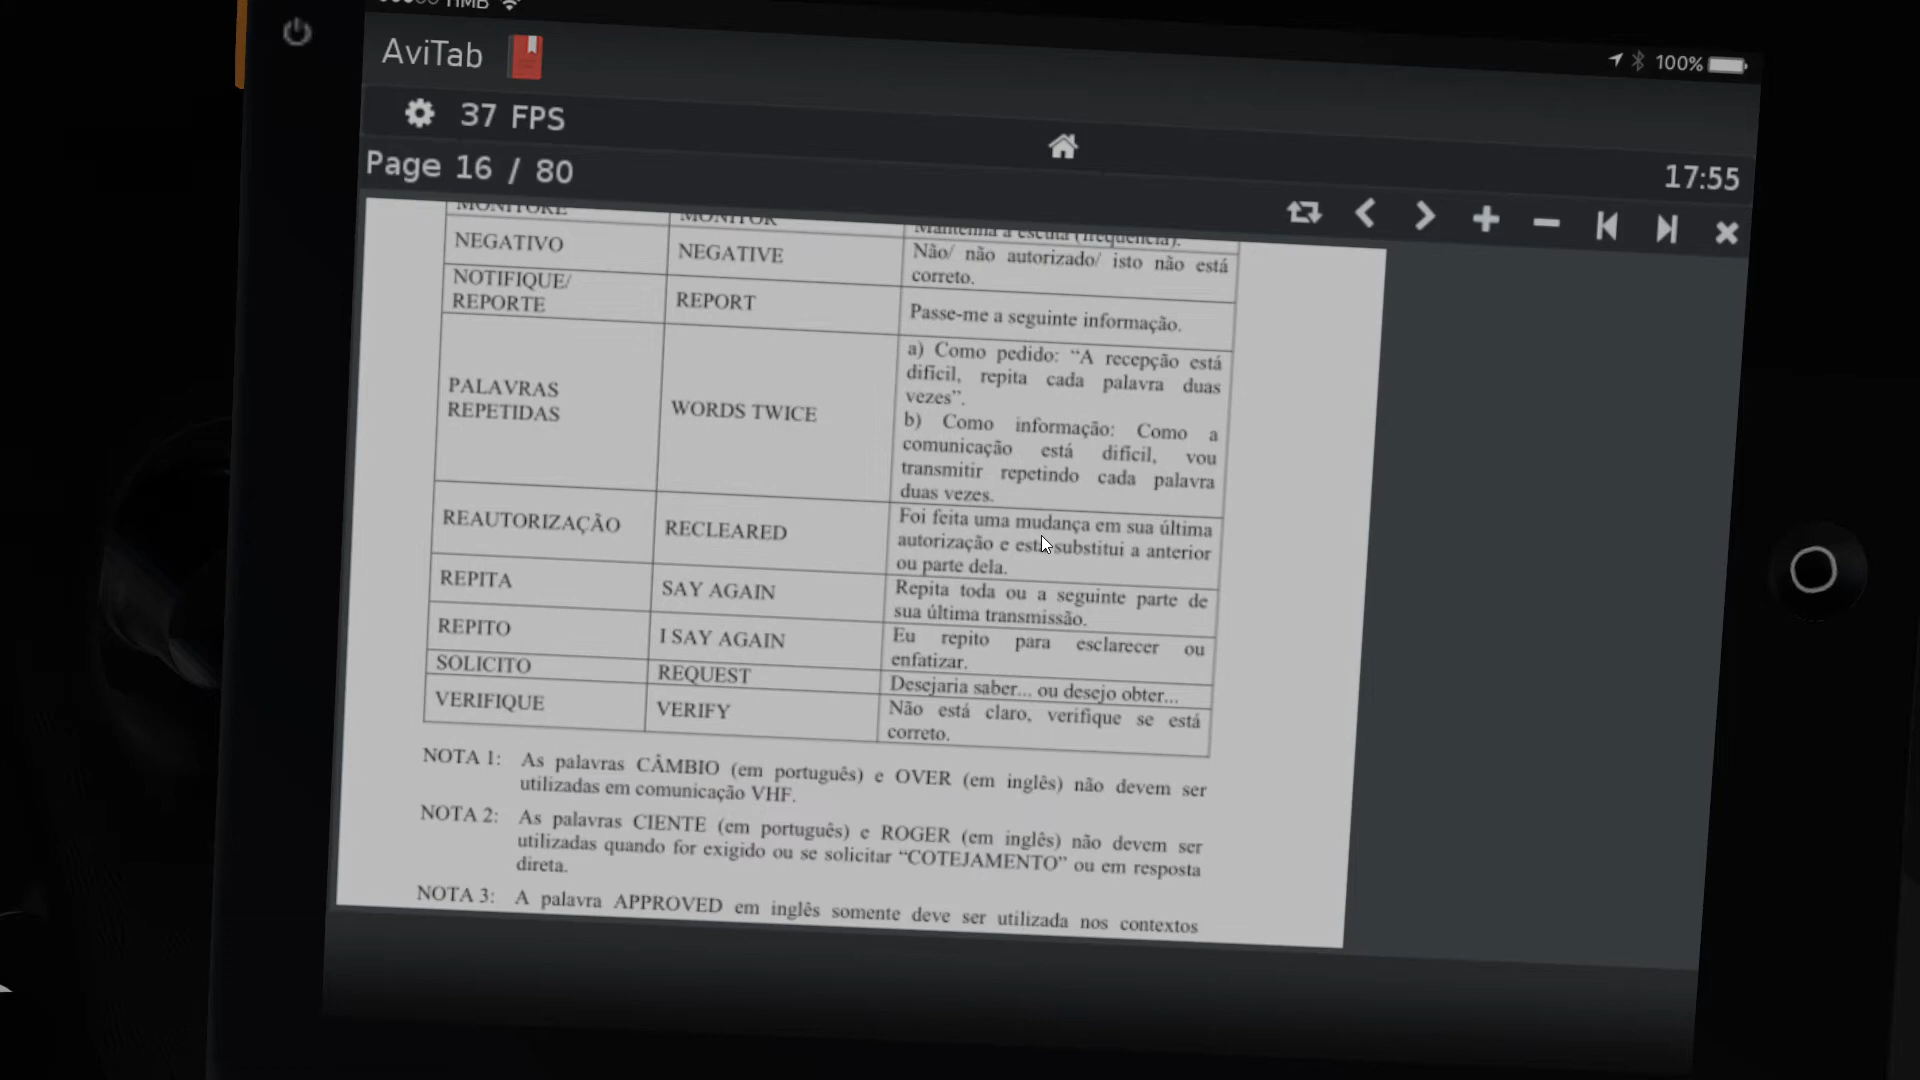 HMB
AviTab
100%
37 FPS
17:55
Page 16 / 80
MONITORE
MONITOR
Mantenha a escuta (frequência).
NEGATIVO
NEGATIVE
Não/ não autorizado/ isto não está
correto.
NOTIFIQUE/
REPORTE
REPORT
Passe-me a seguinte informação.
PALAVRAS
REPETIDAS
WORDS TWICE
a) Como pedido: “A recepção está
difícil, repita cada palavra duas
vezes”.
b) Como informação: Como a
comunicação está difícil, vou
transmitir repetindo cada palavra
duas vezes.
REAUTORIZAÇÃO
RECLEARED
Foi feita uma mudança em sua última
autorização e esta substitui a anterior
ou parte dela.
REPITA
SAY AGAIN
Repita toda ou a seguinte parte de
sua última transmissão.
REPITO
I SAY AGAIN
Eu repito para esclarecer ou
enfatizar.
SOLICITO
REQUEST
Desejaria saber... ou desejo obter...
VERIFIQUE
VERIFY
Não está claro, verifique se está
correto.
NOTA 1: As palavras CÂMBIO (em português) e OVER (em inglês) não devem ser
utilizadas em comunicação VHF.
NOTA 2: As palavras CIENTE (em português) e ROGER (em inglês) não devem ser
utilizadas quando for exigido ou se solicitar “COTEJAMENTO” ou em resposta
direta.
NOTA 3: A palavra APPROVED em inglês somente deve ser utilizada nos contextos